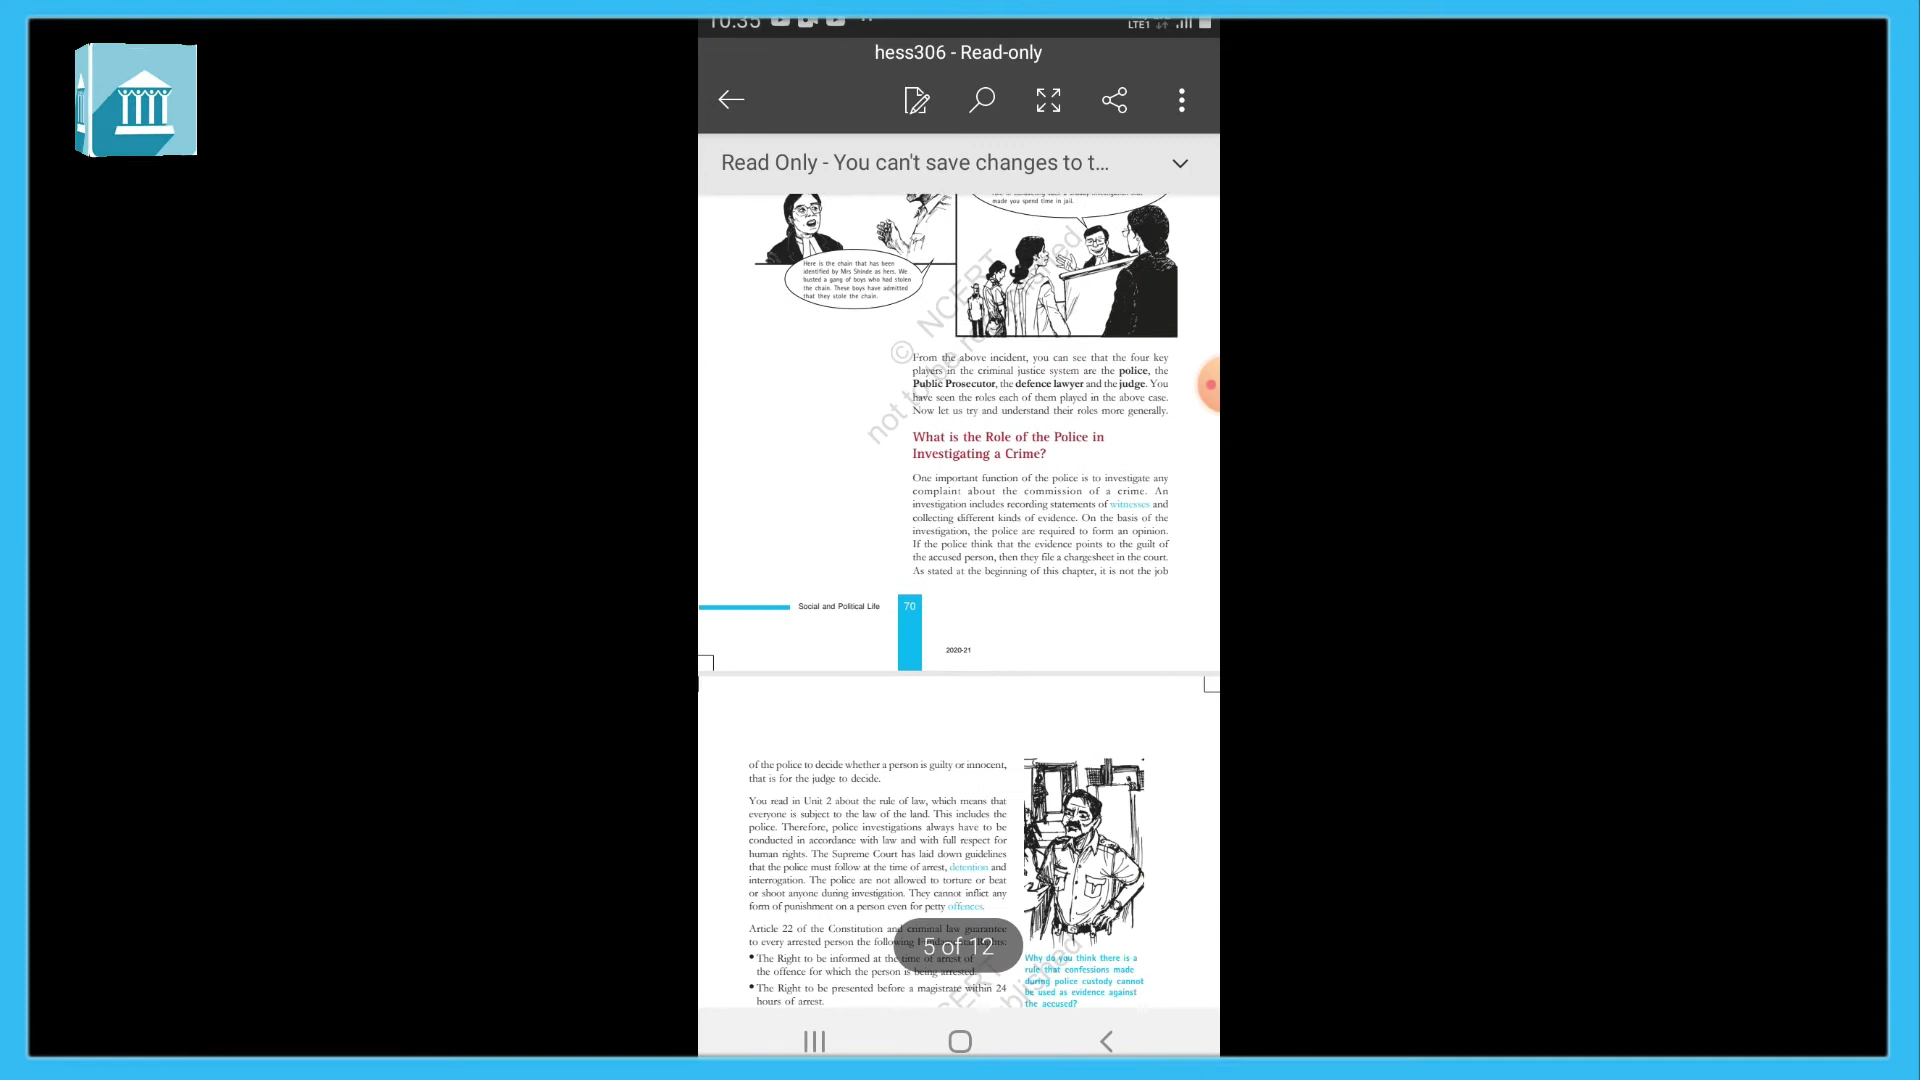 10:35
LTE1
hess306 - Read-only
Read Only - You can't save changes to t...
made you spend time in jail.
Here is the chain that has been
identified by Mrs Shinde as hers. We
busted a gang of boys who had stolen
the chain. These boys have admitted
that they stole the chain.
© NCERT
not to be
From the above incident, you can see that the four key
players in the criminal justice system are the police, the
Public Prosecutor, the defence lawyer and the judge. You
have seen the roles each of them played in the above case.
Now let us try and understand their roles more generally.
What is the Role of the Police in
Investigating a Crime?
One important function of the police is to investigate any
complaint about the commission of a crime. An
investigation includes recording statements of witnesses and
collecting different kinds of evidence. On the basis of the
investigation, the police are required to form an opinion.
If the police think that the evidence points to the guilt of
the accused person, then they file a chargesheet in the court.
As stated at the beginning of this chapter, it is not the job
Social and Political Life
70
2020-21
of the police to decide whether a person is guilty or innocent,
that is for the judge to decide.
You read in Unit 2 about the rule of law, which means that
everyone is subject to the law of the land. This includes the
police. Therefore, police investigations always have to be
conducted in accordance with law and with full respect for
human rights. The Supreme Court has laid down guidelines
that the police must follow at the time of arrest, detention and
interrogation. The police are not allowed to torture or beat
or shoot anyone during investigation. They cannot inflict any
form of punishment on a person even for petty offences.
Article 22 of the Constitution and criminal law guarantee
to every arrested person the following
• The Right to be informed at the time of arrest of
the offence for which the person is being arrested.
• The Right to be presented before a magistrate within 24
hours of arrest.
5 of 12
Why do you think there is a
rule that confessions made
during police custody cannot
be used as evidence against
the accused?